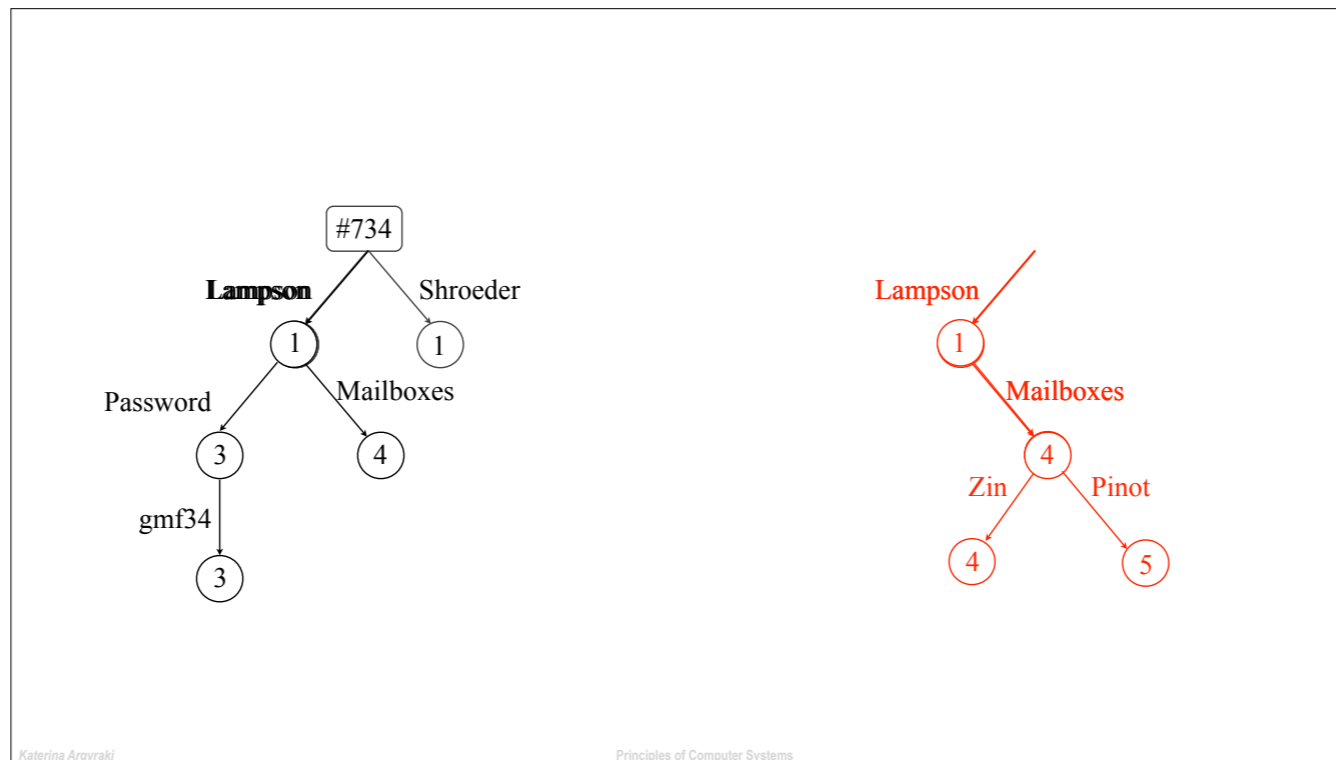 #734
Lampson Shroeder Lampson
1 1 1
Password Mailboxes Mailboxes
3 4 4
gmf34 Zin Pinot
3 4 5
Katerina Argyraki Principles of Computer Systems